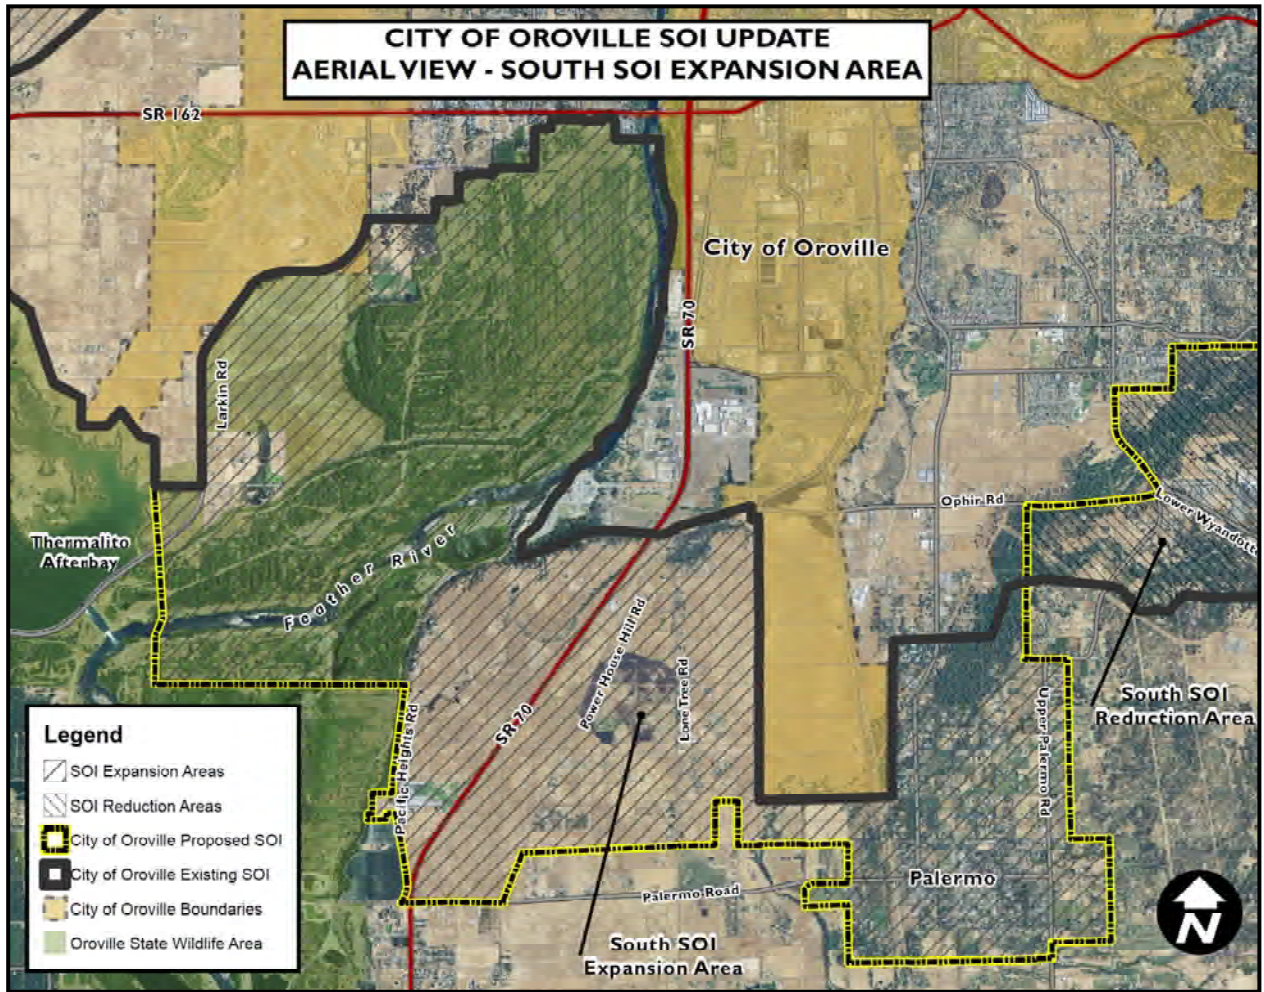 CITY OF OROVILLE SOI UPDATE
AERIAL VIEW - SOUTH SOI EXPANSION AREA
SR 162
City of Oroville
SR 70
Larkin Rd
Ophir Rd
Lower Wyandott
Thermalito
Afterbay
Feather River
Power House Hill Rd
Lone Tree Rd
SR 70
South SOI
Reduction Area
Upper Palermo Rd
Pacific Heights Rd
Legend
SOI Expansion Areas
SOI Reduction Areas
City of Oroville Proposed SOI
City of Oroville Existing SOI
City of Oroville Boundaries
Oroville State Wildlife Area
Palermo
Palermo Road
South SOI
Expansion Area
N